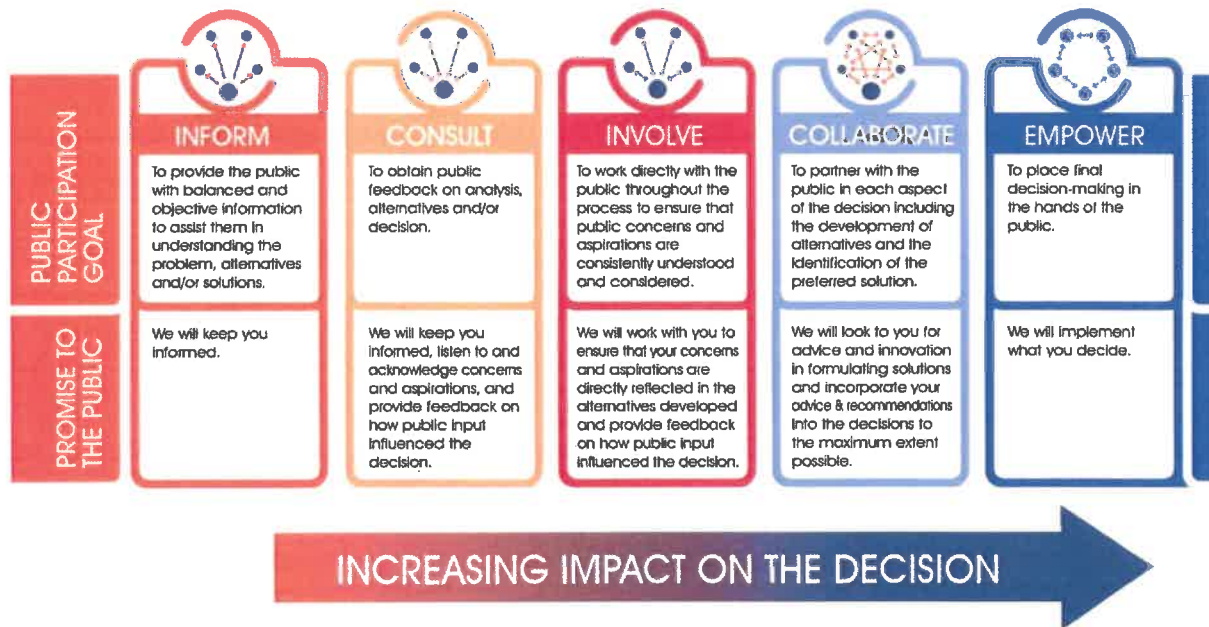 INFORM
CONSULT
INVOLVE
COLLABORATE
EMPOWER
PUBLIC
PARTICIPATION
GOAL
To provide the public
with balanced and
objective information
to assist them in
understanding the
problem, alternatives
and/or solutions.
To obtain public
feedback on analysis,
alternatives and/or
decision.
To work directly with the
public throughout the
process to ensure that
public concerns and
aspirations are
consistently understood
and considered.
To partner with the
public in each aspect
of the decision including
the development of
alternatives and the
identification of the
preferred solution.
To place final
decision-making in
the hands of the
public.
PROMISE TO
THE PUBLIC
We will keep you
informed.
We will keep you
informed, listen to and
acknowledge concerns
and aspirations, and
provide feedback on
how public input
influenced the
decision.
We will work with you to
ensure that your concerns
and aspirations are
directly reflected in the
alternatives developed
and provide feedback
on how public input
influenced the decision.
We will look to you for
advice and innovation
in formulating solutions
and incorporate your
advice & recommendations
into the decisions to
the maximum extent
possible.
We will implement
what you decide.
INCREASING IMPACT ON THE DECISION